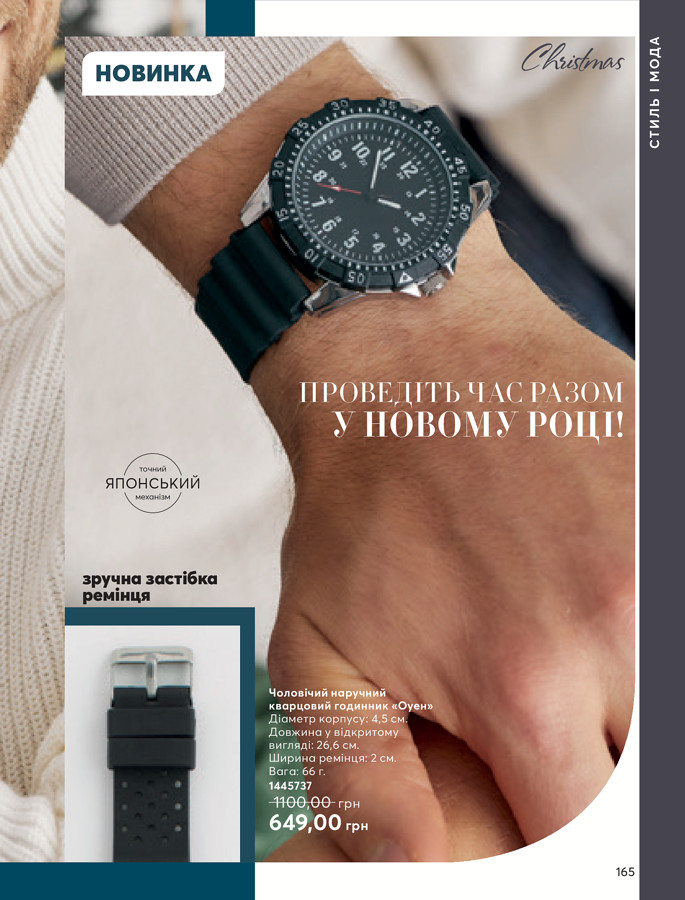 НОВИНКА
Christmas
СТИЛЬ І МОДА
ПРОВЕДІТЬ ЧАС РАЗОМ
У НОВОМУ РОЦІ!
точний
ЯПОНСЬКИЙ
механізм
зручна застібка
ремінця
Чоловічий наручний
кварцовий годинник «Оуен»
Діаметр корпусу: 4,5 см.
Довжина у відкритому
вигляді: 26,6 см.
Ширина ремінця: 2 см.
Вага: 66 г.
1445737
1100,00 грн
649,00 грн
165